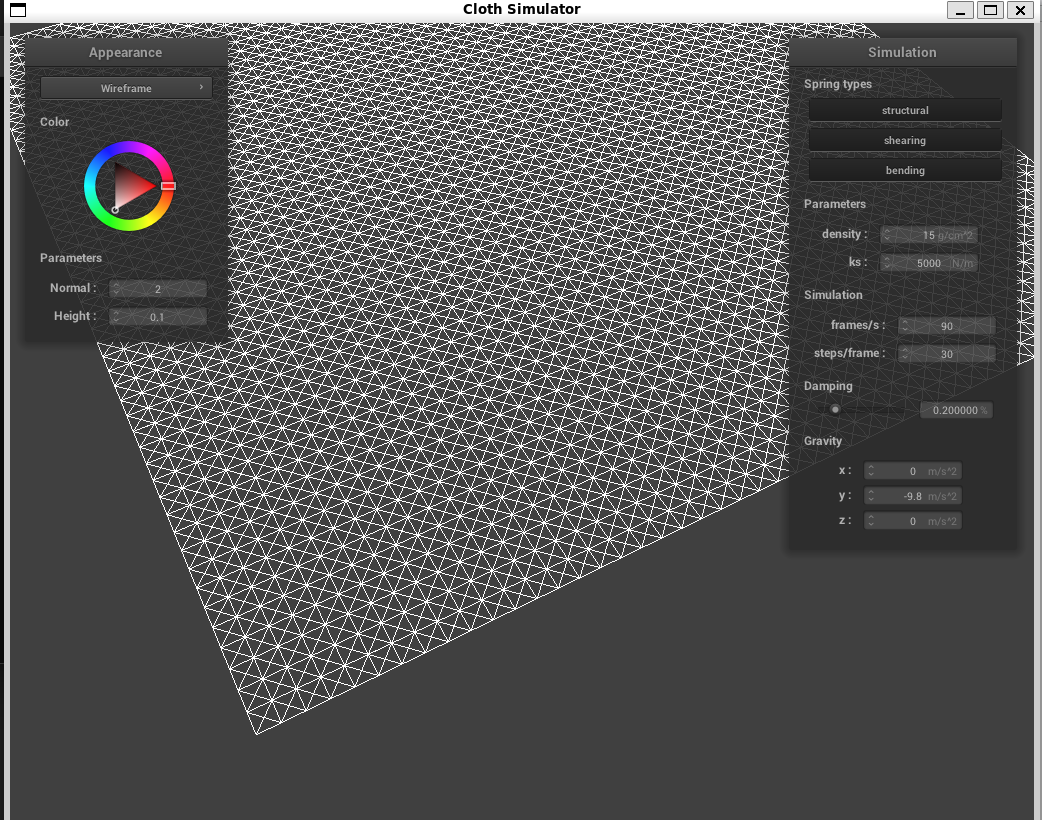 Cloth Simulator
Appearance
Wireframe
Color
Parameters
Normal : 2
Height : 0.1
Simulation
Spring types
structural
shearing
bending
Parameters
density : 15 g/cm^2
ks : 5000 N/m
Simulation
frames/s : 90
steps/frame : 30
Damping
0.200000 %
Gravity
x : 0 m/s^2
y : -9.8 m/s^2
z : 0 m/s^2